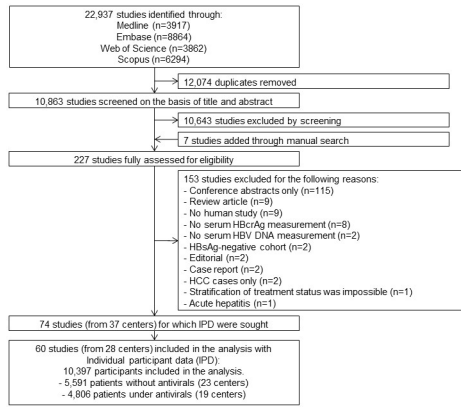 22,937 studies identified through:
Medline (n=3917)
Embase (n=8864)
Web of Science (n=3862)
Scopus (n=6294)
12,074 duplicates removed
10,863 studies screened on the basis of title and abstract
10,643 studies excluded by screening
7 studies added through manual search
227 studies fully assessed for eligibility
153 studies excluded for the following reasons:
- Conference abstracts only (n=115)
- Review article (n=9)
- No human study (n=9)
- No serum HBcrAg measurement (n=8)
- No serum HBV DNA measurement (n=2)
- HBsAg-negative cohort (n=2)
- Editorial (n=2)
- Case report (n=2)
- HCC cases only (n=2)
- Stratification of treatment status was impossible (n=1)
- Acute hepatitis (n=1)
74 studies (from 37 centers) for which IPD were sought
60 studies (from 28 centers) included in the analysis with
Individual participant data (IPD):
10,397 participants included in the analysis.
- 5,591 patients without antivirals (23 centers)
- 4,806 patients under antivirals (19 centers)